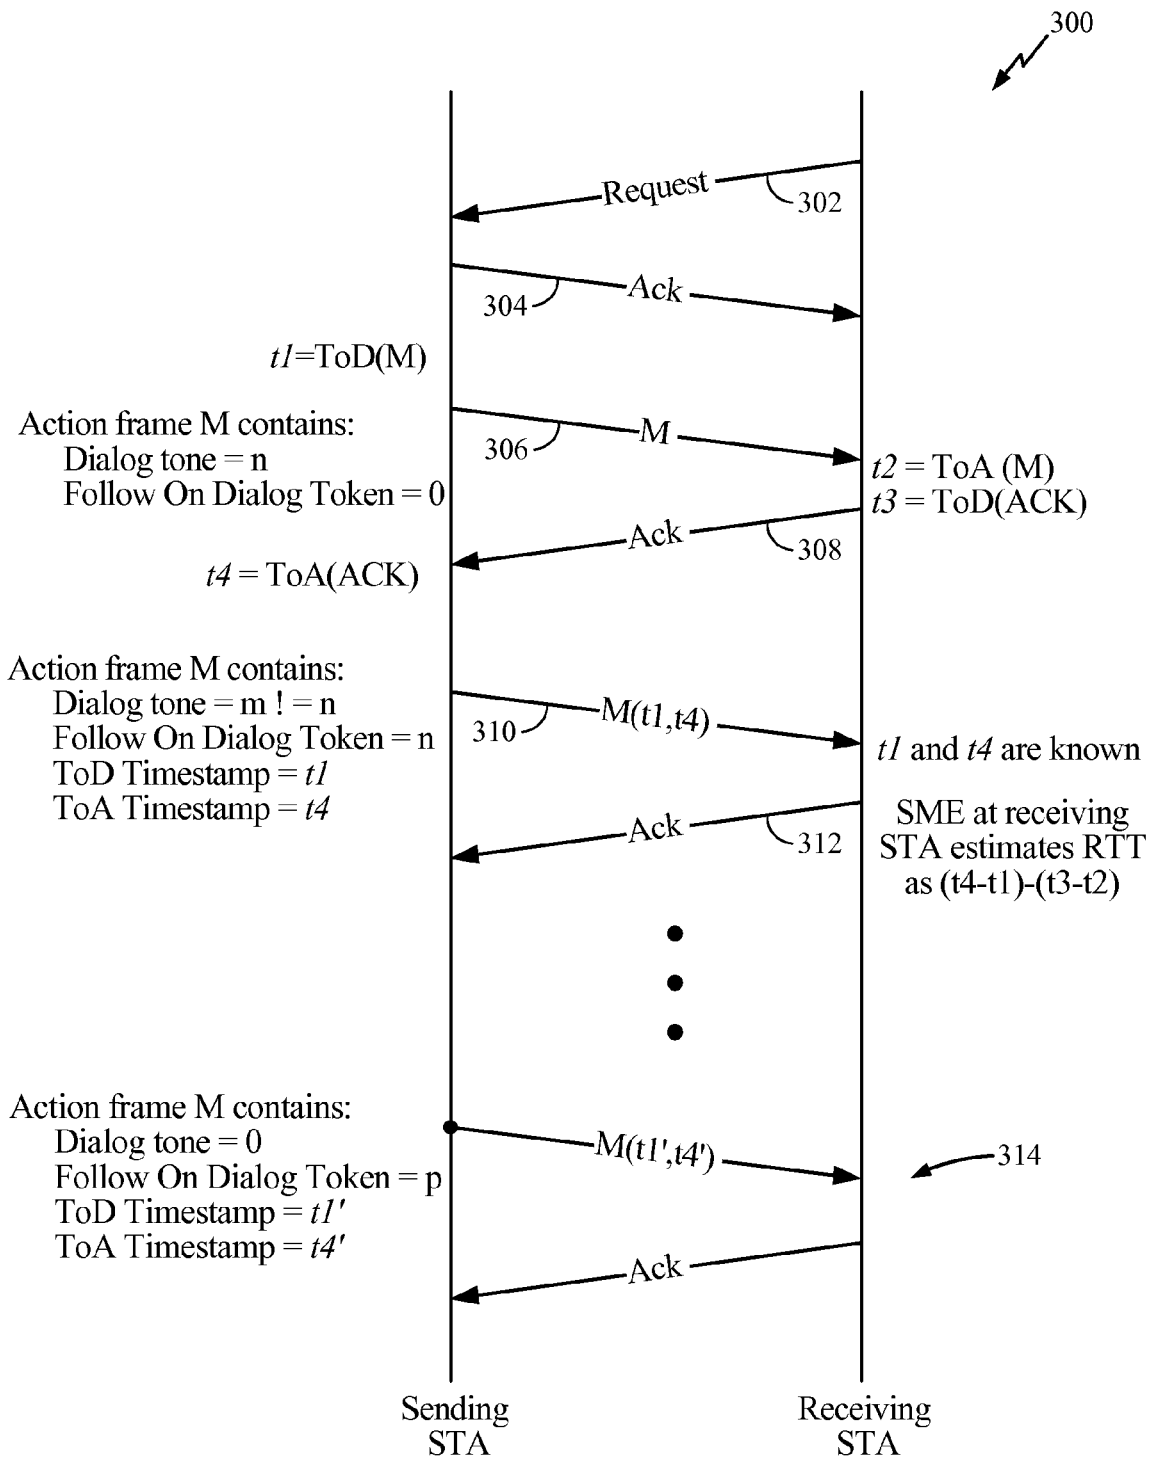 300
Request
302
Ack
304
t1=ToD(M)
Action frame M contains:
Dialog tone = n
Follow On Dialog Token = 0
M
306
t2 = ToA (M)
t3 = ToD(ACK)
Ack
308
t4 = ToA(ACK)
Action frame M contains:
Dialog tone = m ! = n
Follow On Dialog Token = n
ToD Timestamp = t1
ToA Timestamp = t4
M(t1,t4)
310
t1 and t4 are known
Ack
312
SME at receiving
STA estimates RTT
as (t4-t1)-(t3-t2)
Action frame M contains:
Dialog tone = 0
Follow On Dialog Token = p
ToD Timestamp = t1'
ToA Timestamp = t4'
M(t1',t4')
314
Ack
Sending
STA
Receiving
STA